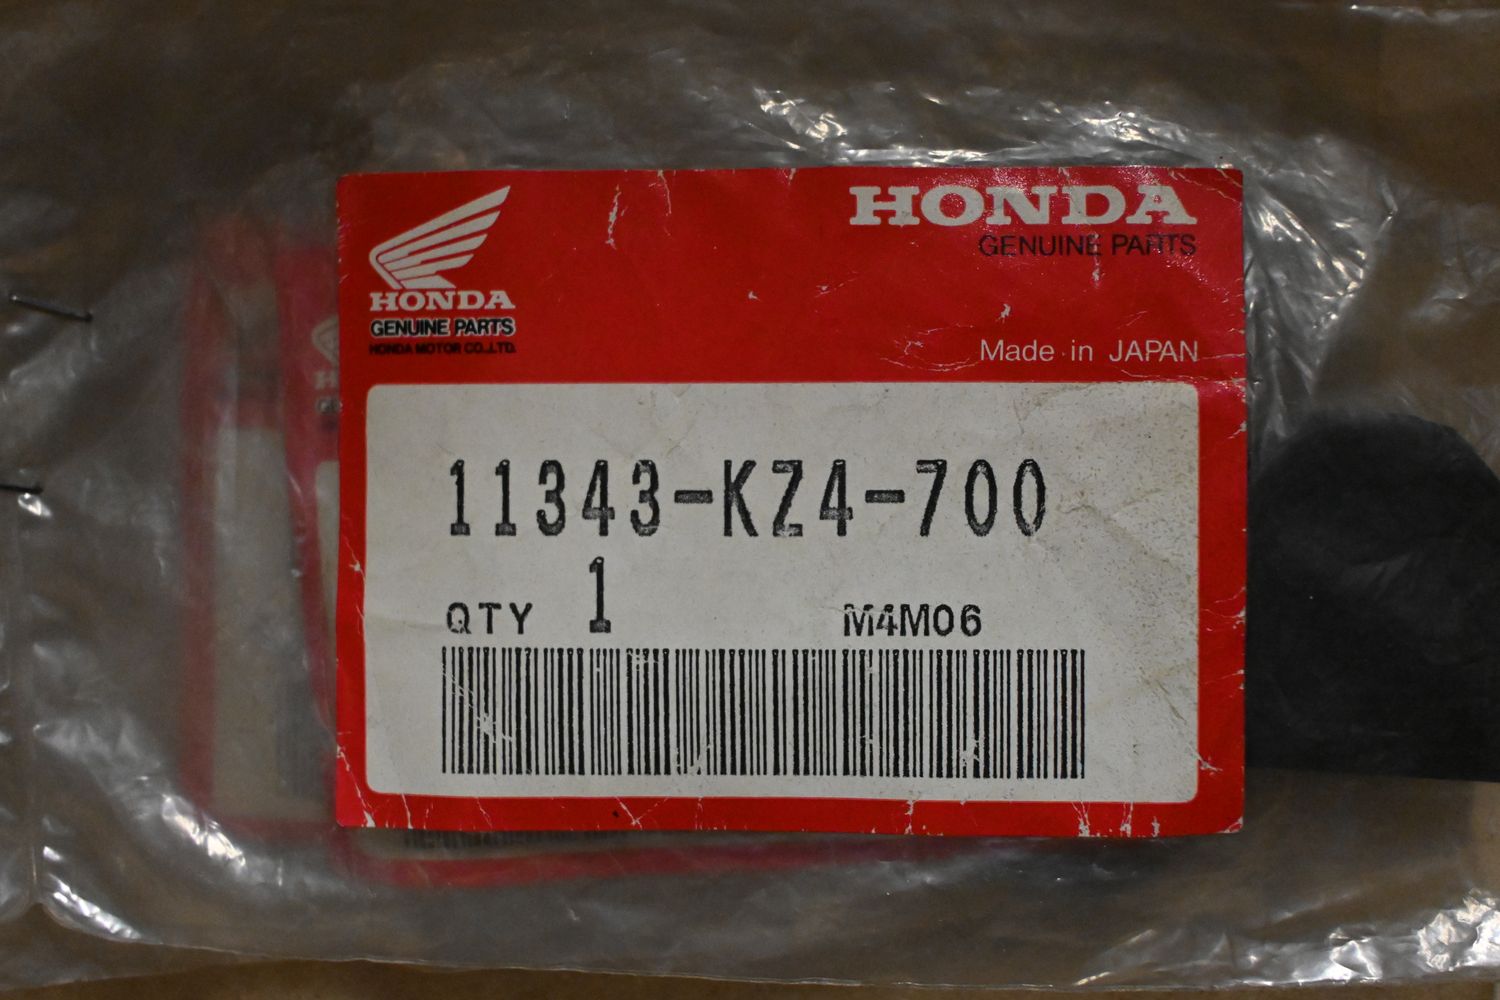 HONDA
GENUINE PARTS
HONDA MOTOR CO.,LTD.
HONDA
GENUINE PARTS
Made in JAPAN
11343-KZ4-700
QTY 1
M4M06